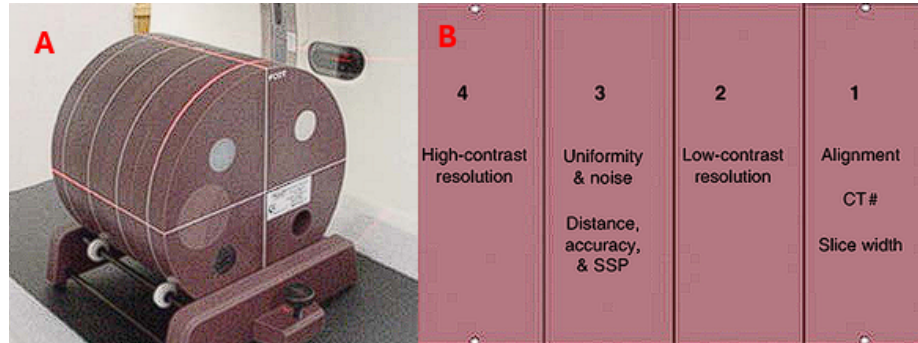 A
FOOT
B
4
3
2
1
High-contrast
resolution
Uniformity
& noise
Distance,
accuracy,
& SSP
Low-contrast
resolution
Alignment
CT #
Slice width